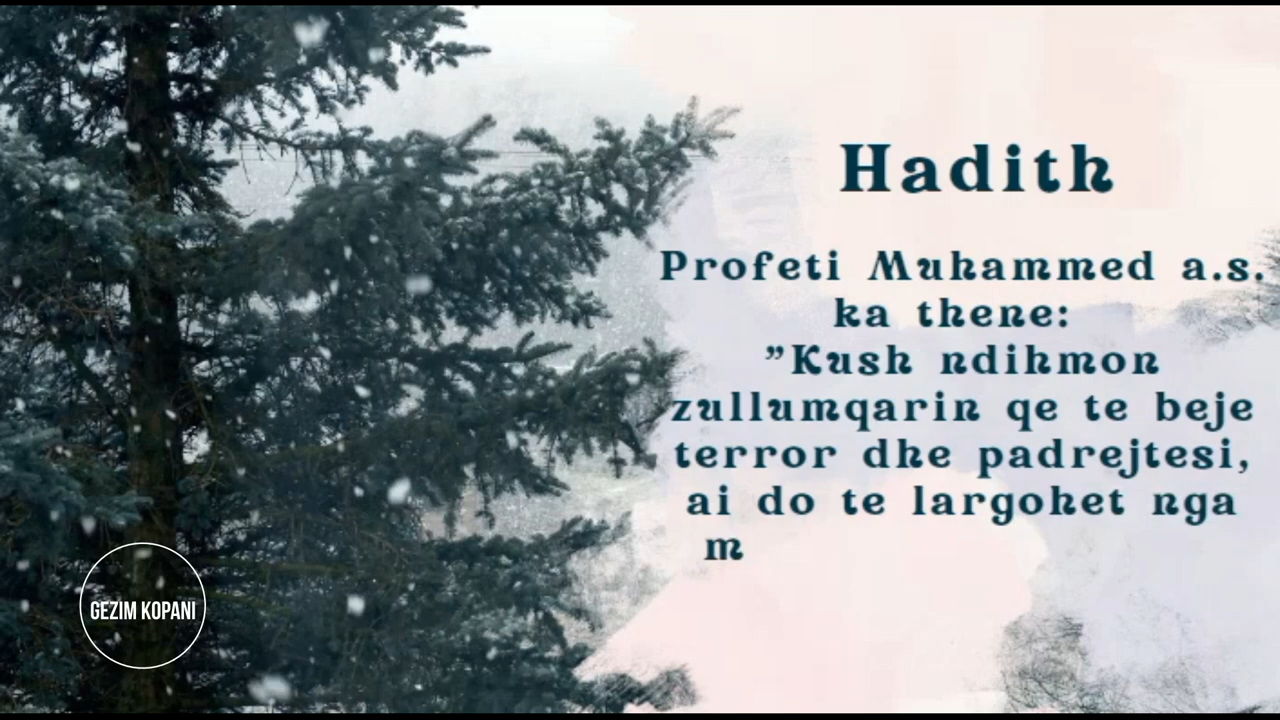 Hadith
Profeti Muhammed a.s.
ka thene:
”Kush ndihmon
zullumqarin qe te beje
terror dhe padrejtesi,
ai do te largohet nga
m
GEZIM KOPANI